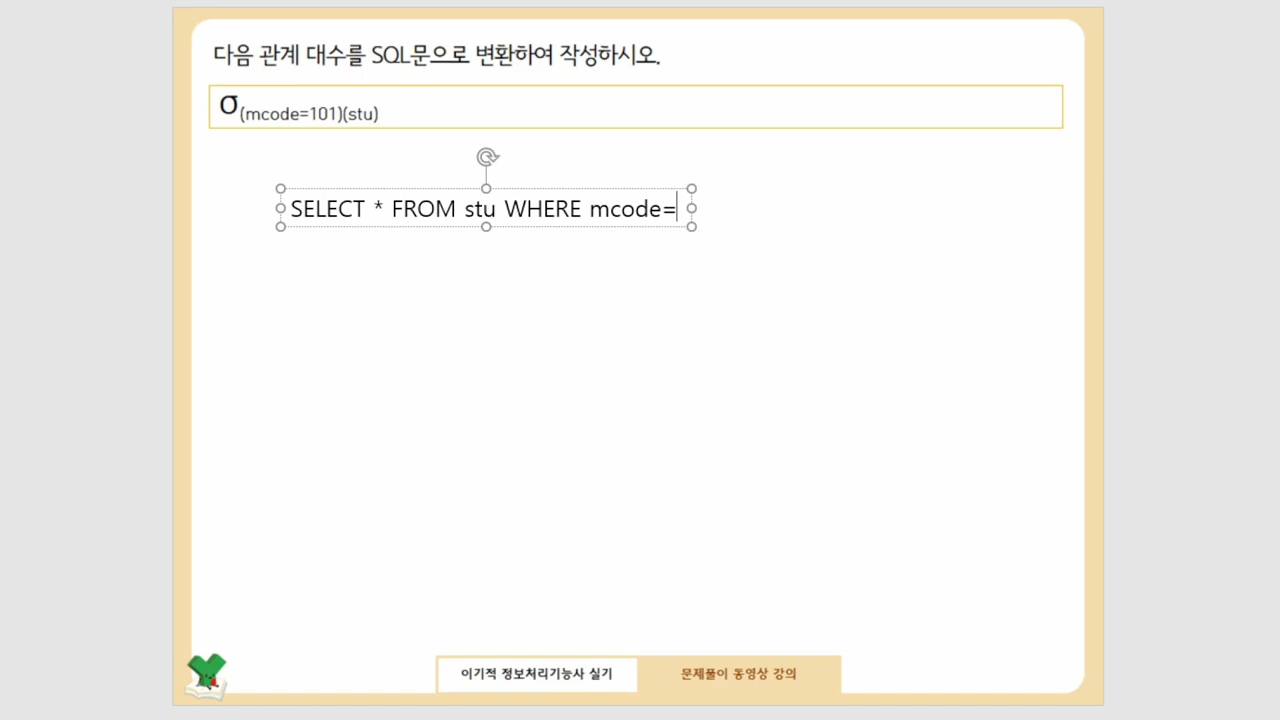 다음 관계 대수를 SQL문으로 변환하여 작성하시오.
σ(mcode=101)(stu)
SELECT * FROM stu WHERE mcode=
이기적 정보처리기능사 실기
문제풀이 동영상 강의